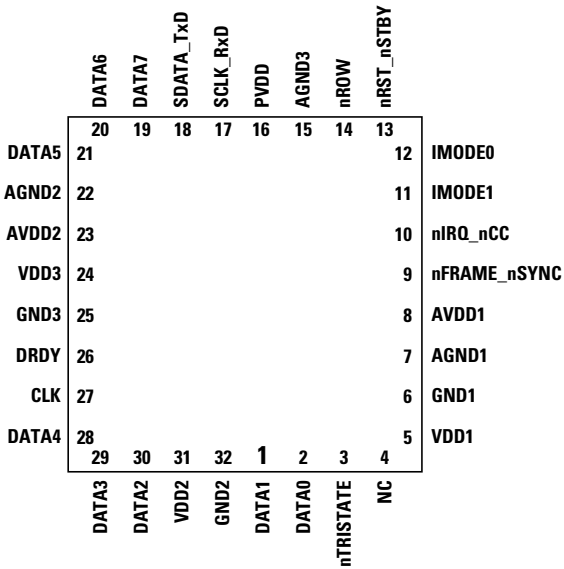 DATA6 DATA7 SDATA_TxD SCLK_RxD PVDD AGND3 nROW nRST_nSTBY
20 19 18 17 16 15 14 13
DATA5 21 12 IMODE0
AGND2 22 11 IMODE1
AVDD2 23 10 nIRQ_nCC
VDD3 24 9 nFRAME_nSYNC
GND3 25 8 AVDD1
DRDY 26 7 AGND1
CLK 27 6 GND1
DATA4 28 5 VDD1
29 30 31 32 1 2 3 4
DATA3 DATA2 VDD2 GND2 DATA1 DATA0 nTRISTATE NC